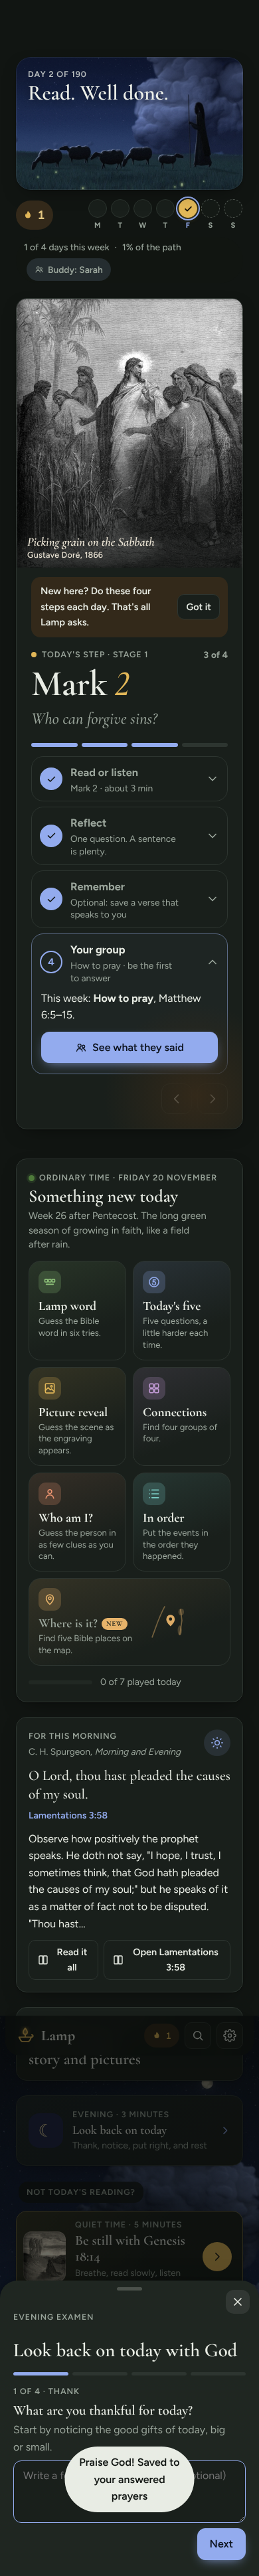 DAY 2 OF 190
Read. Well done.
1
M T W T F S S
1 of 4 days this week · 1% of the path
Buddy: Sarah
Picking grain on the Sabbath
Gustave Doré, 1866
New here? Do these four
steps each day. That's all
Lamp asks.
Got it
TODAY'S STEP · STAGE 1
3 of 4
Mark 2
Who can forgive sins?
Read or listen
Mark 2 · about 3 min
Reflect
One question. A sentence
is plenty.
Remember
Optional: save a verse that
speaks to you
4
Your group
How to pray · be the first
to answer
This week: How to pray, Matthew
6:5–15.
See what they said
ORDINARY TIME · FRIDAY 20 NOVEMBER
Something new today
Week 26 after Pentecost. The long green
season of growing in faith, like a field
after rain.
Lamp word
Guess the Bible
word in six tries.
Today's five
Five questions, a
little harder each
time.
Picture reveal
Guess the scene as
the engraving
appears.
Connections
Find four groups of
four.
Who am I?
Guess the person in
as few clues as you
can.
In order
Put the events in
the order they
happened.
Where is it? NEW
Find five Bible places on
the map.
0 of 7 played today
FOR THIS MORNING
C. H. Spurgeon, Morning and Evening
O Lord, thou hast pleaded the causes
of my soul.
Lamentations 3:58
Observe how positively the prophet
speaks. He doth not say, "I hope, I trust, I
sometimes think, that God hath pleaded
the causes of my soul;" but he speaks of it
as a matter of fact not to be disputed.
"Thou hast…
Read it
all
Open Lamentations
3:58
Lamp
1
story and pictures
EVENING · 3 MINUTES
Look back on today
Thank, notice, put right, and rest
NOT TODAY'S READING?
QUIET TIME · 5 MINUTES
Be still with Genesis
18:14
Breathe, read slowly, listen
EVENING EXAMEN
Look back on today with God
1 OF 4 · THANK
What are you thankful for today?
Start by noticing the good gifts of today, big
or small.
Praise God! Saved to
your answered
prayers
Next